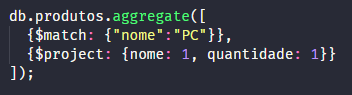 db.produtos.aggregate([
{$match: {"nome":"PC"}},
{$project: {nome: 1, quantidade: 1}}
]);